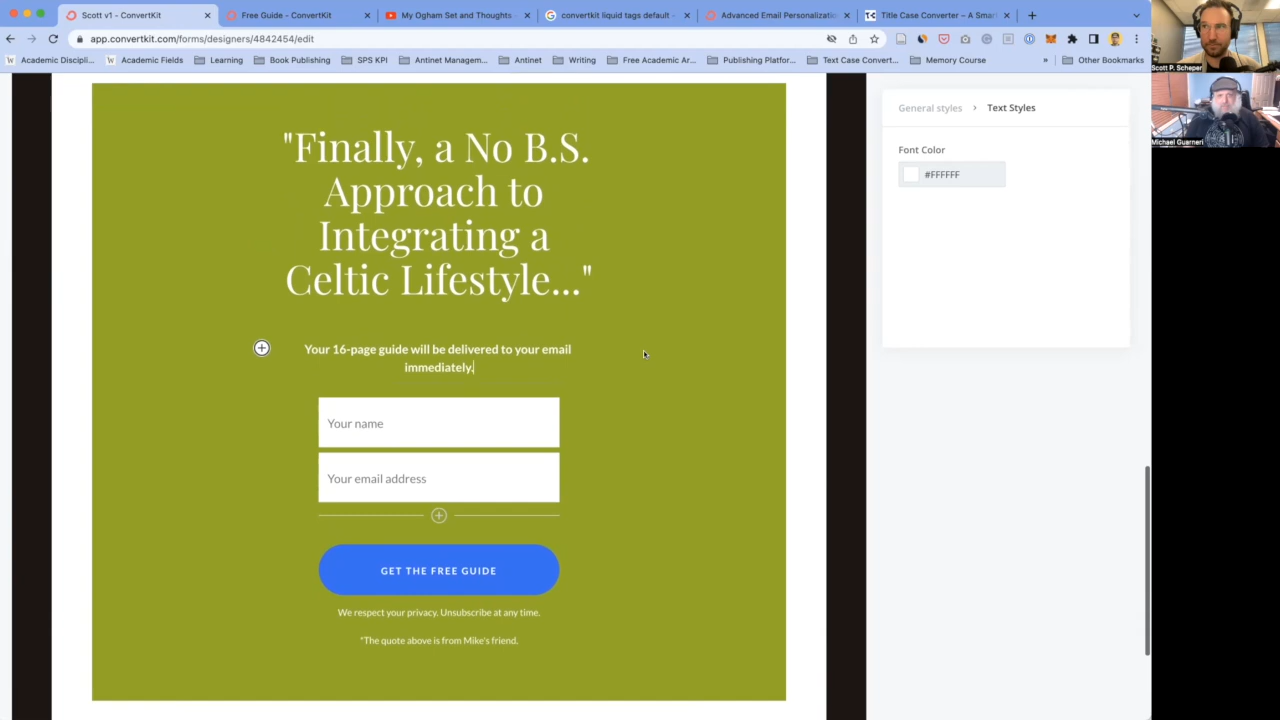 Scott v1 - ConvertKit
Free Guide - ConvertKit
My Ogham Set and Thoughts
convertkit liquid tags default -
Advanced Email Personalizatio
Title Case Converter – A Smar
app.convertkit.com/forms/designers/4842454/edit
Academic Discipli...
Academic Fields
Learning
Book Publishing
SPS KPI
Antinet Managem...
Antinet
Writing
Free Academic Ar...
Publishing Platfor...
Text Case Convert...
Memory Course
»
Other Bookmarks
Scott P. Scheper
Michael Guarneri
General styles > Text Styles
Font Color
#FFFFFF
"Finally, a No B.S.
Approach to
Integrating a
Celtic Lifestyle..."
Your 16-page guide will be delivered to your email
immediately.
Your name
Your email address
GET THE FREE GUIDE
We respect your privacy. Unsubscribe at any time.
*The quote above is from Mike's friend.